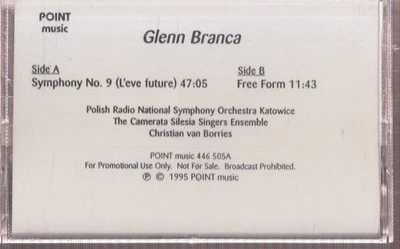 POINT
music
Glenn Branca
Side A
Symphony No. 9 (L'eve future) 47:05
Side B
Free Form 11:43
Polish Radio National Symphony Orchestra Katowice
The Camerata Silesia Singers Ensemble
Christian van Borries
POINT music 446 505A
For Promotional Use Only. Not For Sale. Broadcast Prohibited.
℗ © 1995 POINT music